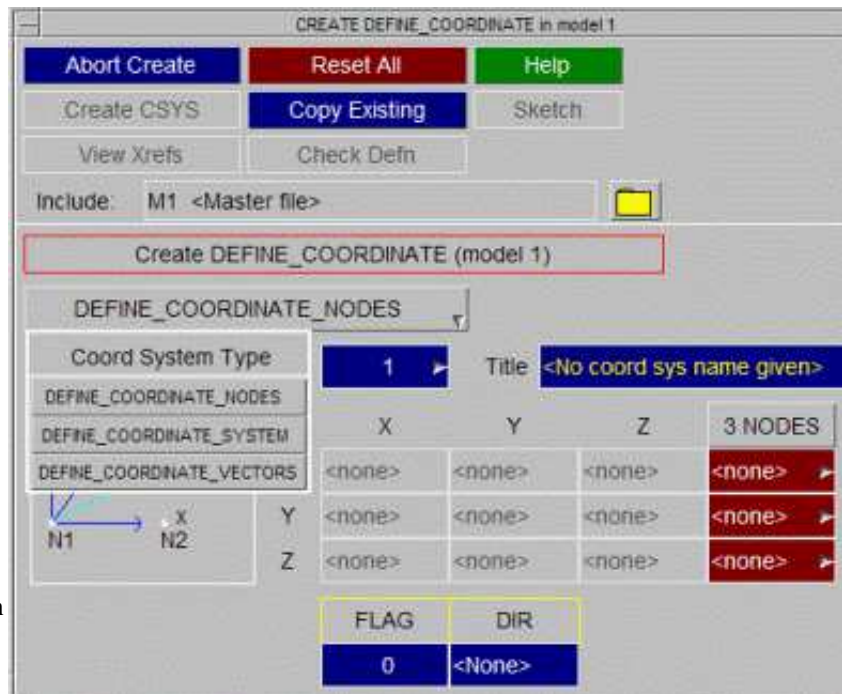 CREATE DEFINE_COORDINATE in model 1
Abort Create Reset All Help
Create CSYS Copy Existing Sketch
View Xrefs Check Defn
Include: M1 <Master file>
Create DEFINE_COORDINATE (model 1)
DEFINE_COORDINATE_NODES
Coord System Type
1 Title <No coord sys name given>
DEFINE_COORDINATE_NODES
DEFINE_COORDINATE_SYSTEM
DEFINE_COORDINATE_VECTORS
X Y Z 3 NODES
<none> <none> <none> <none>
X
N1 N2
Y <none> <none> <none> <none>
Z <none> <none> <none> <none>
FLAG DIR
0 <None>